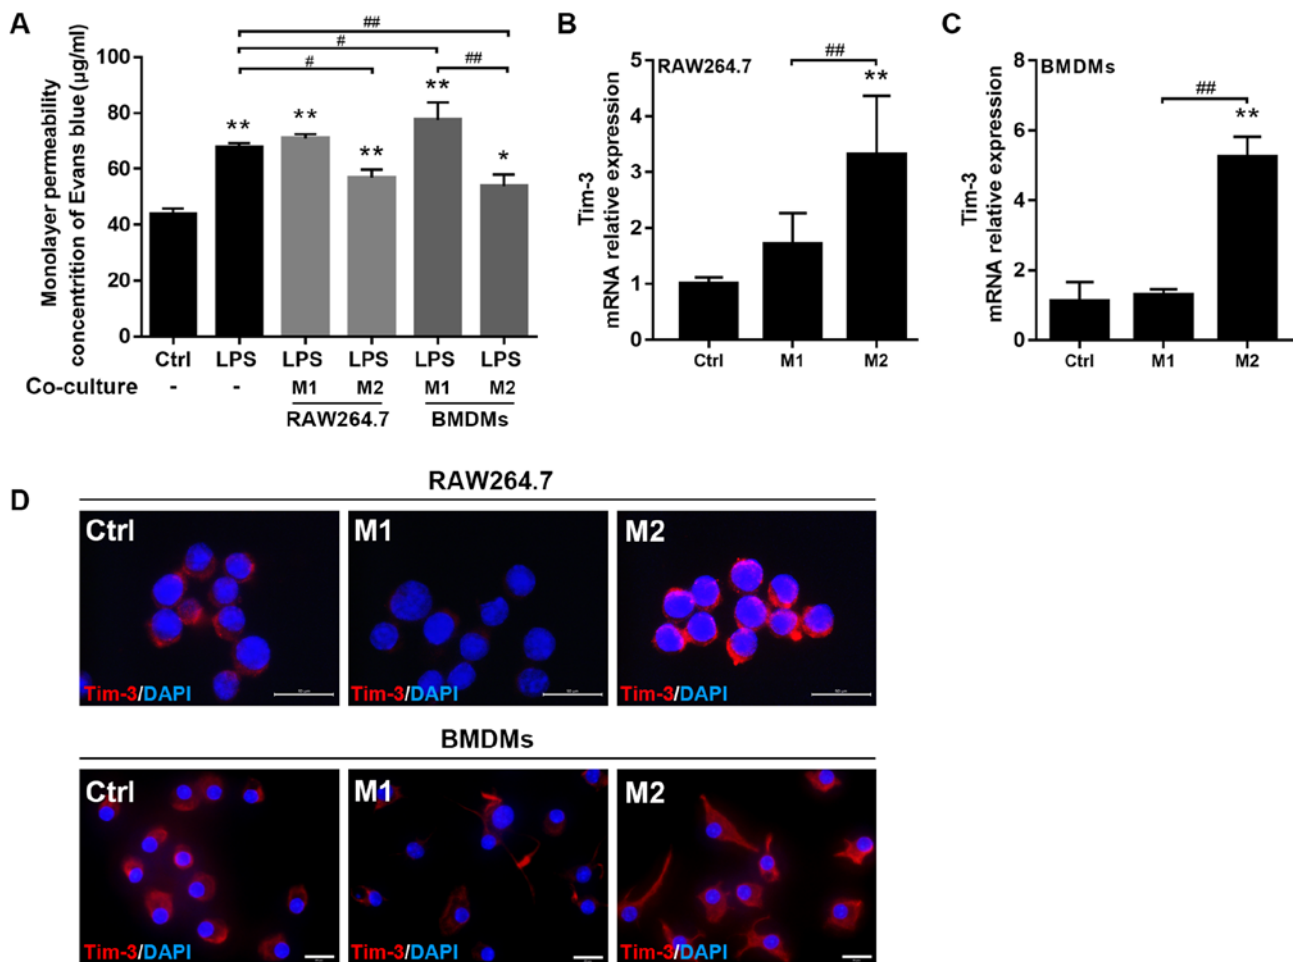 A
Monolayer permeability
concentrition of Evans blue (µg/ml)
100
80
60
40
20
0
##
#
#
##
**
**
**
**
*
Ctrl LPS LPS LPS LPS LPS
Co-culture - - M1 M2 M1 M2
RAW264.7 BMDMs
B
RAW264.7
Tim-3
mRNA relative expression
5
4
3
2
1
0
##
**
Ctrl M1 M2
C
BMDMs
Tim-3
mRNA relative expression
8
6
4
2
0
##
**
Ctrl M1 M2
D
RAW264.7
Ctrl M1 M2
Tim-3/DAPI Tim-3/DAPI Tim-3/DAPI
BMDMs
Ctrl M1 M2
Tim-3/DAPI Tim-3/DAPI Tim-3/DAPI